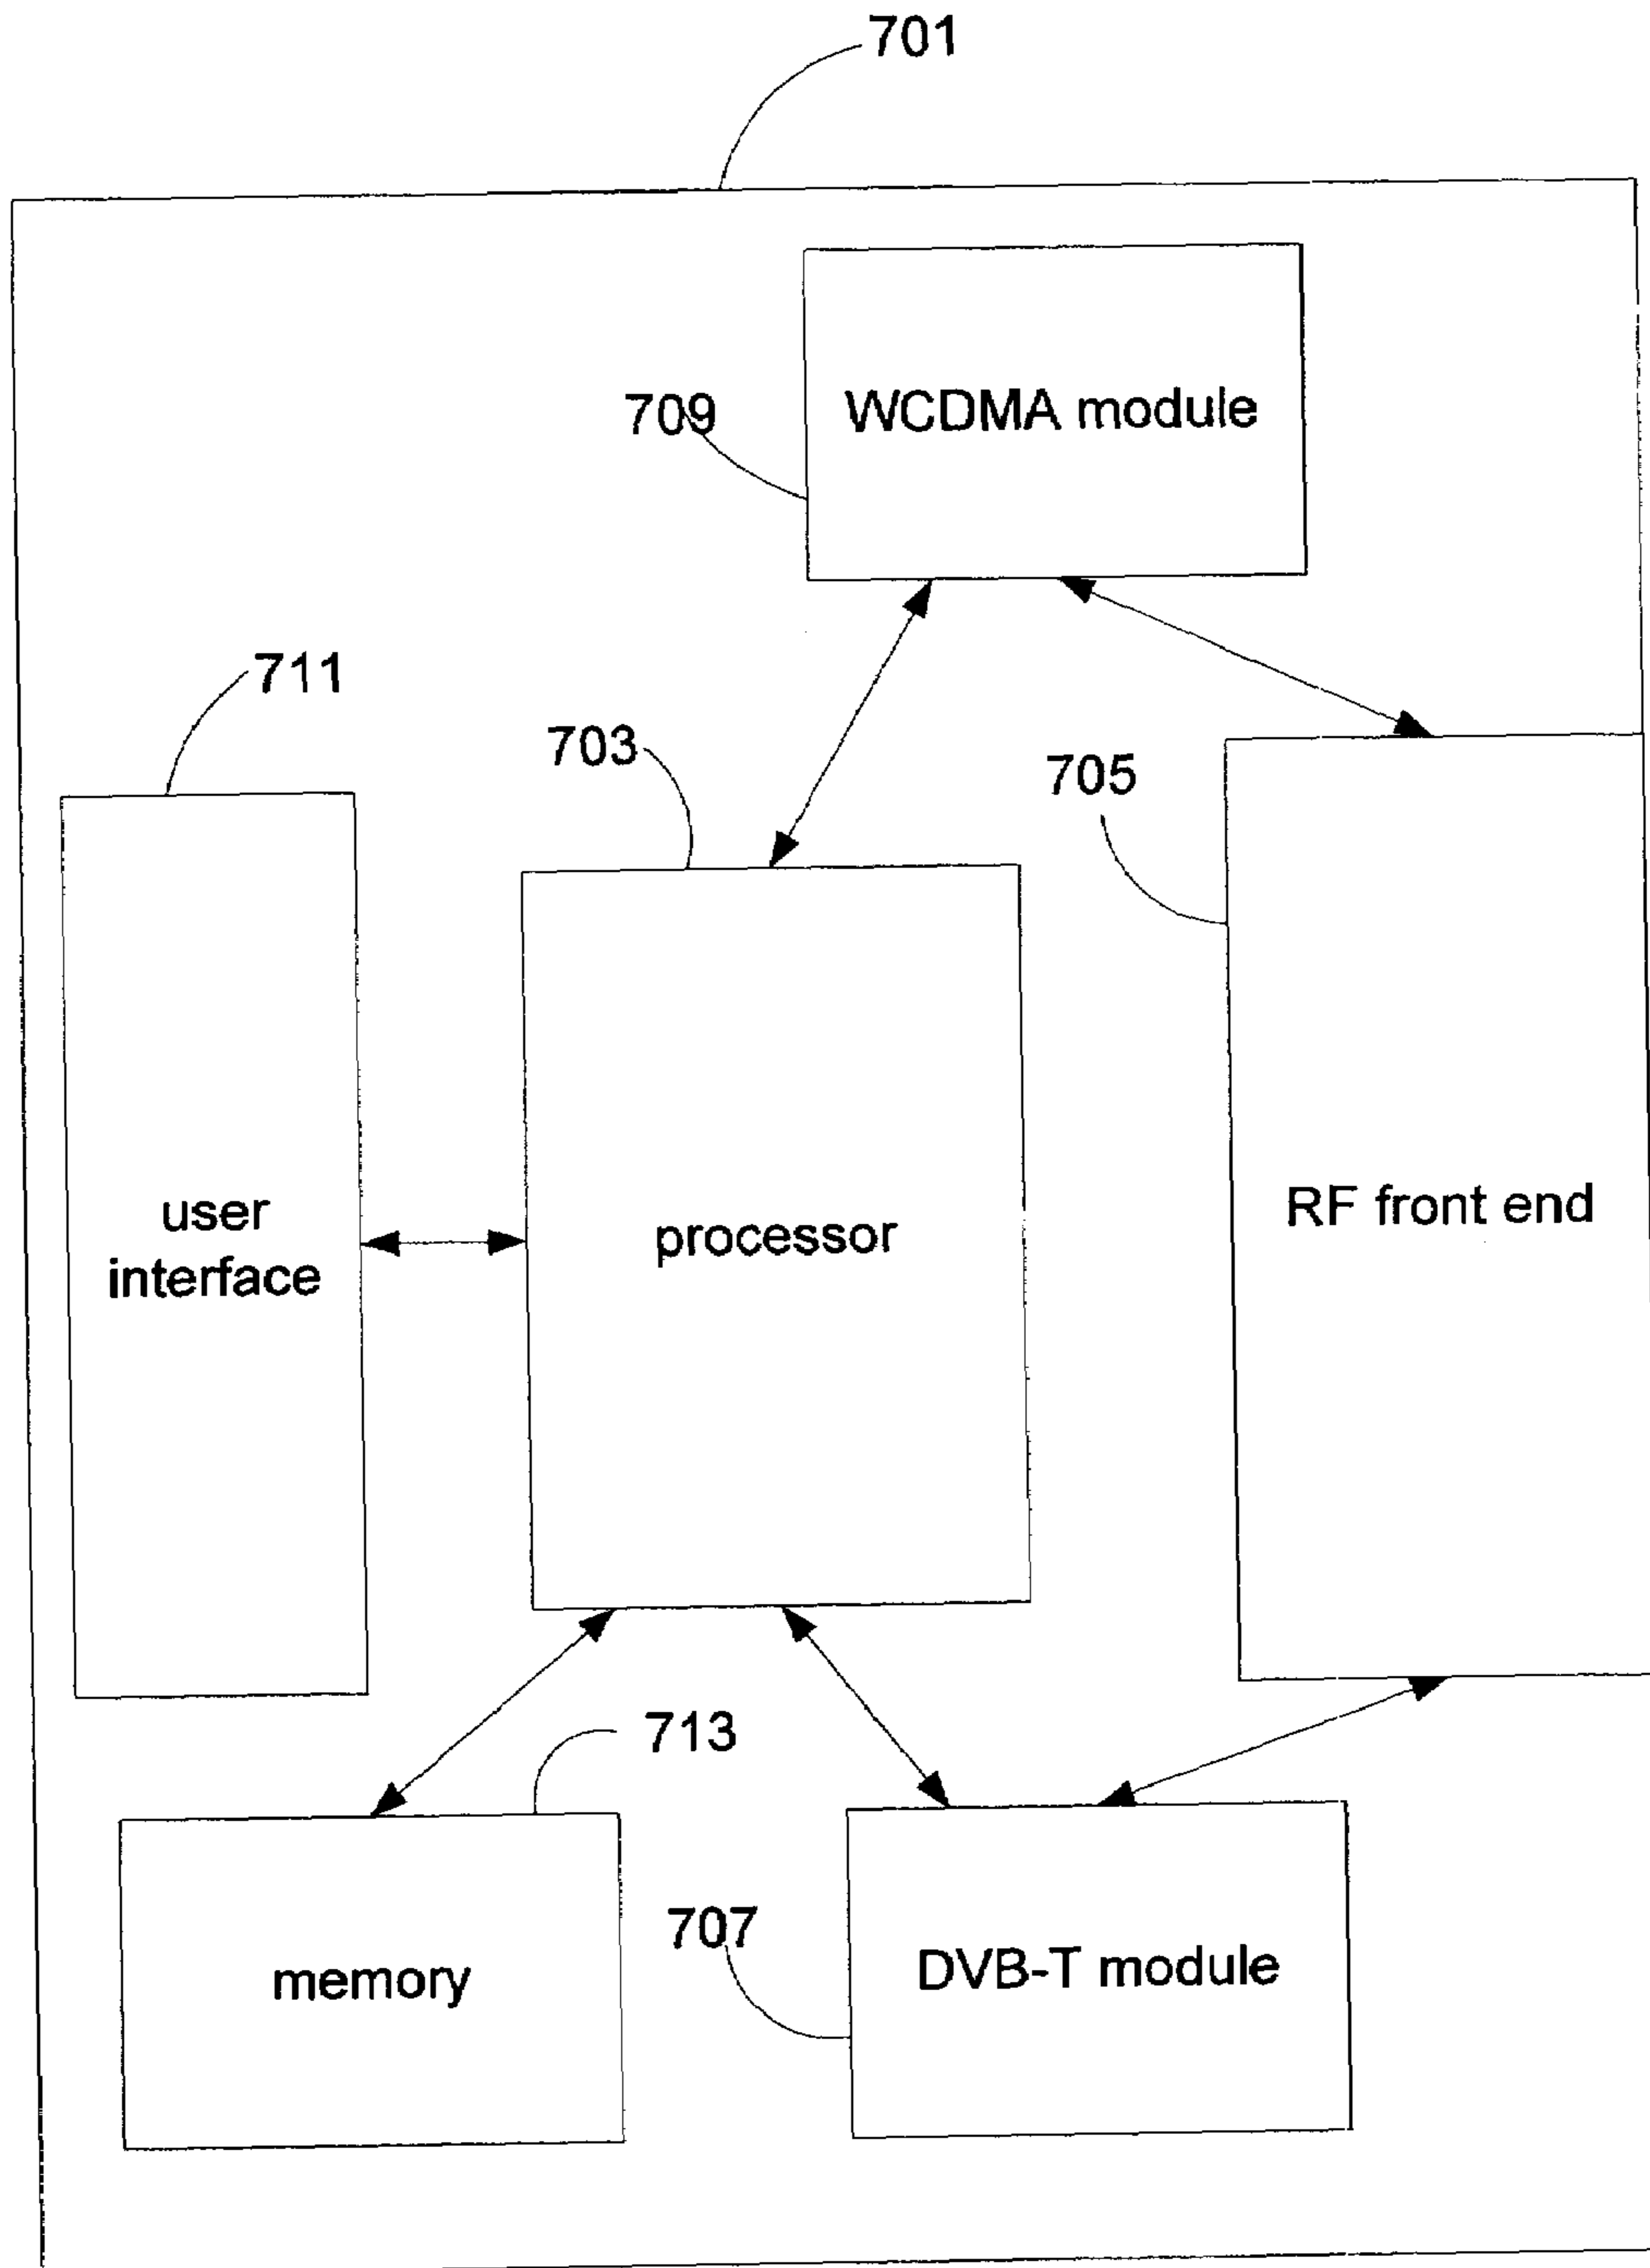 701
709
WCDMA module
711
703
705
user
interface
processor
RF front end
713
707
memory
DVB-T module